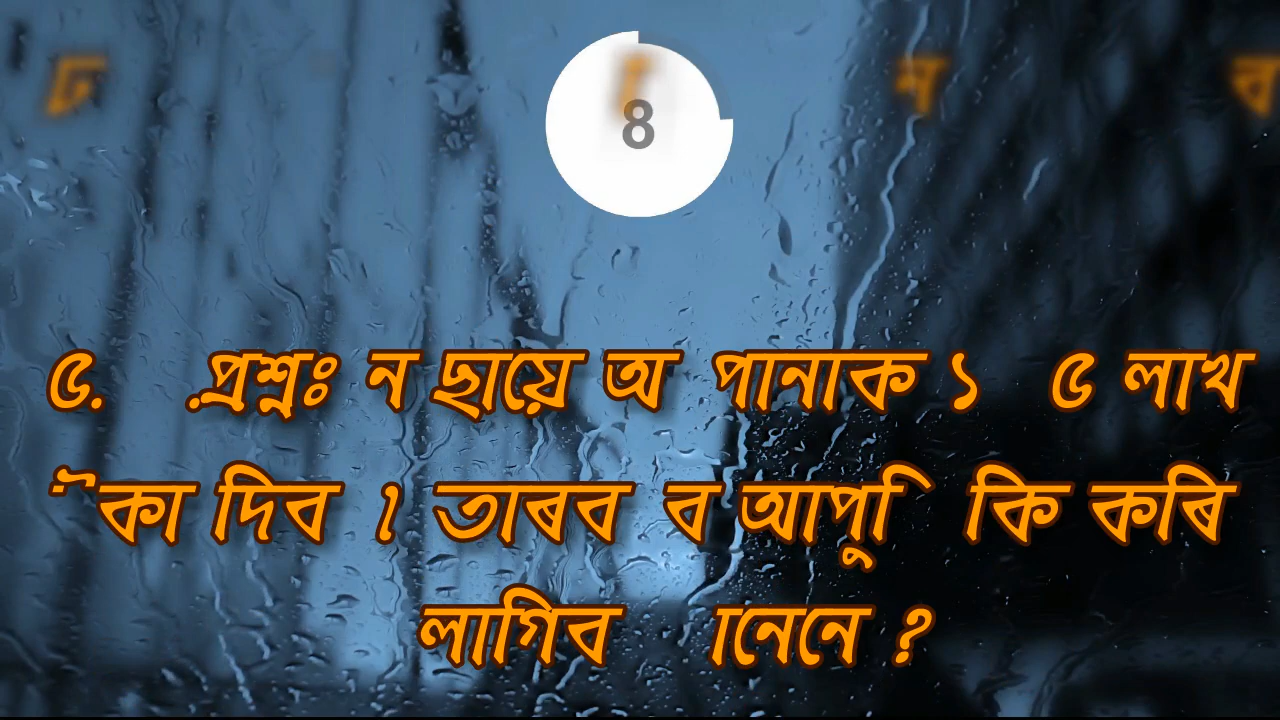 8
৫. প্ৰশ্নঃ ন ছায়ে অ পানাক ১ ৫ লাখ
কা দিব । তাৰব ব আপুি কি কৰি
লাগিব ানেনে ?